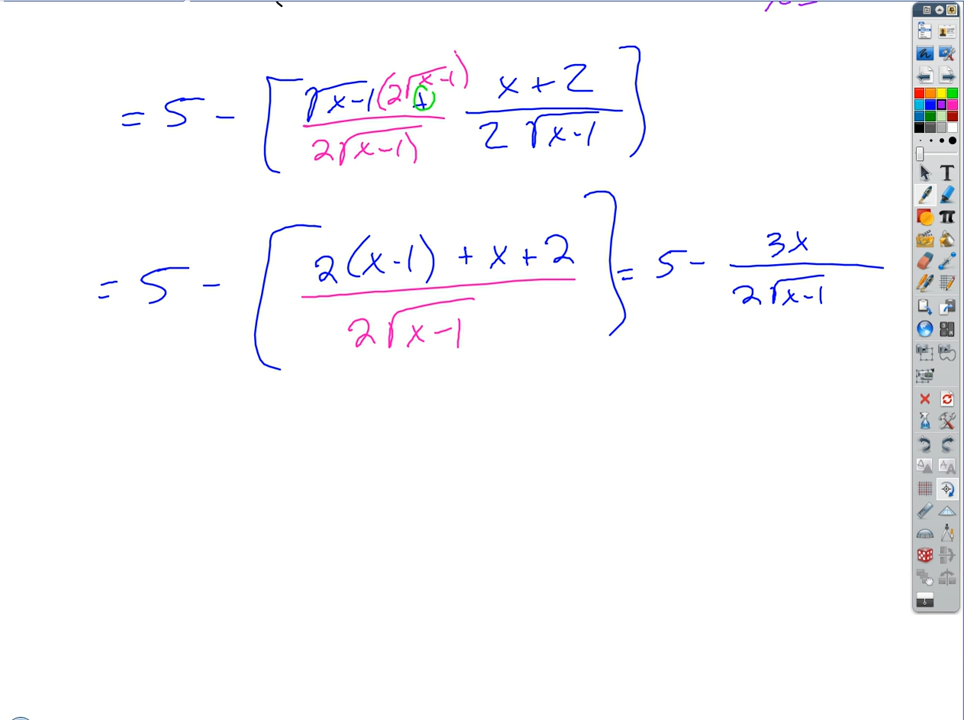 = 5 - [ √(x-1) (2√(x-1)) / 2√(x-1) + x + 2 / 2 √(x-1) ]
= 5 - [ 2(x-1) + x + 2 / 2√(x-1) ] = 5 - 3x / 2√(x-1)